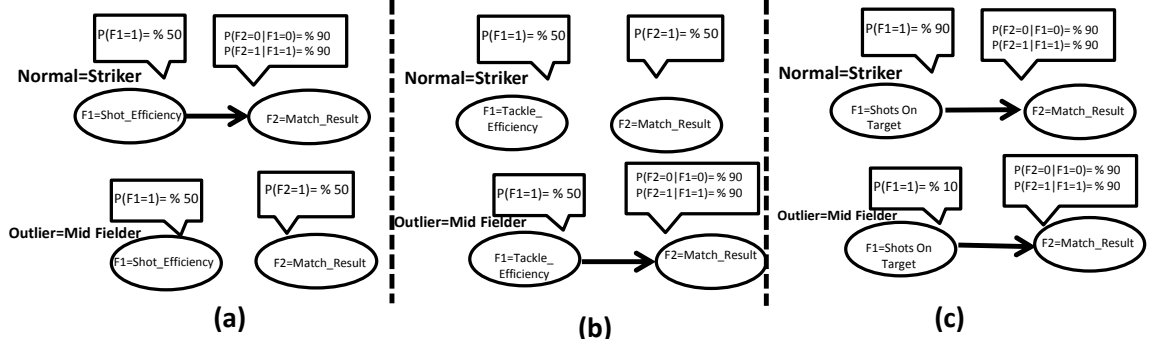 P(F1=1)= % 50
P(F2=0|F1=0)= % 90
P(F2=1|F1=1)= % 90
Normal=Striker
F1=Shot_Efficiency
F2=Match_Result
P(F1=1)= % 50
P(F2=1)= % 50
Outlier=Mid Fielder
F1=Shot_Efficiency
F2=Match_Result
(a)
P(F1=1)= % 50
P(F2=1)= % 50
Normal=Striker
F1=Tackle_
Efficiency
F2=Match_Result
P(F1=1)= % 50
P(F2=0|F1=0)= % 90
P(F2=1|F1=1)= % 90
Outlier=Mid Fielder
F1=Tackle_
Efficiency
F2=Match_Result
(b)
P(F1=1)= % 90
P(F2=0|F1=0)= % 90
P(F2=1|F1=1)= % 90
Normal=Striker
F1=Shots On
Target
F2=Match_Result
P(F1=1)= % 10
P(F2=0|F1=0)= % 90
P(F2=1|F1=1)= % 90
Outlier=Mid Fielder
F1=Shots On
Target
F2=Match_Result
(c)